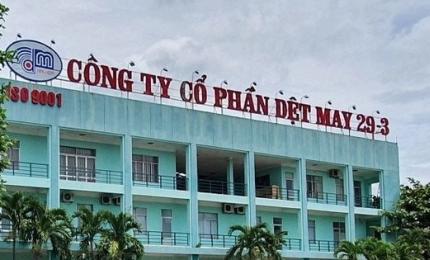 CÔNG TY CỔ PHẦN DỆT MAY 29-3
ISO 9001